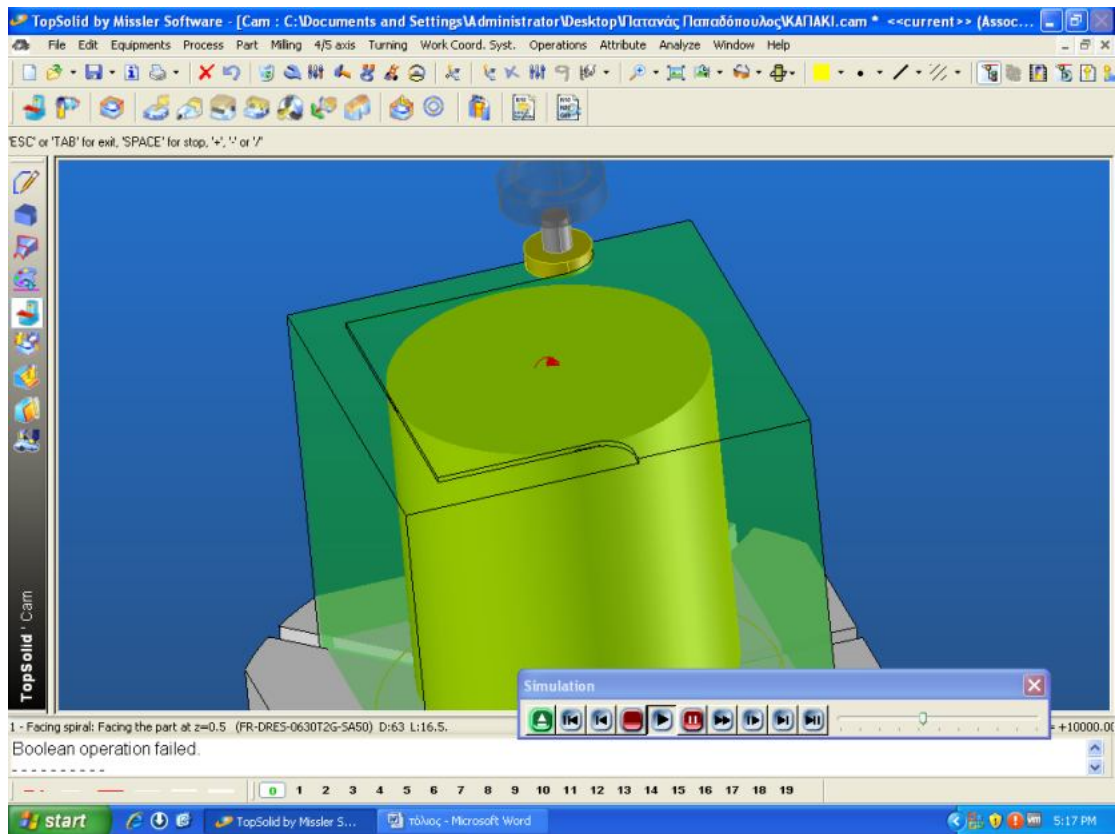 TopSolid by Missler Software - [Cam : C:\Documents and Settings\Administrator\Desktop\Πατανάς Παπαδόπουλος\ΚΑΠΑΚΙ.cam * <<current>> (Assoc...
File Edit Equipments Process Part Milling 4/5 axis Turning Work Coord. Syst. Operations Attribute Analyze Window Help
'ESC' or 'TAB' for exit, 'SPACE' for stop, '+', '-' or '/'
TopSolid'Cam
Simulation
1 - Facing spiral: Facing the part at z=0.5 (FR-DRES-0630T2G-SA50) D:63 L:16.5.
= +10000.00
Boolean operation failed.
----------
0 1 2 3 4 5 6 7 8 9 10 11 12 13 14 15 16 17 18 19
start
TopSolid by Missler S...
τόλιος - Microsoft Word
5:17 PM